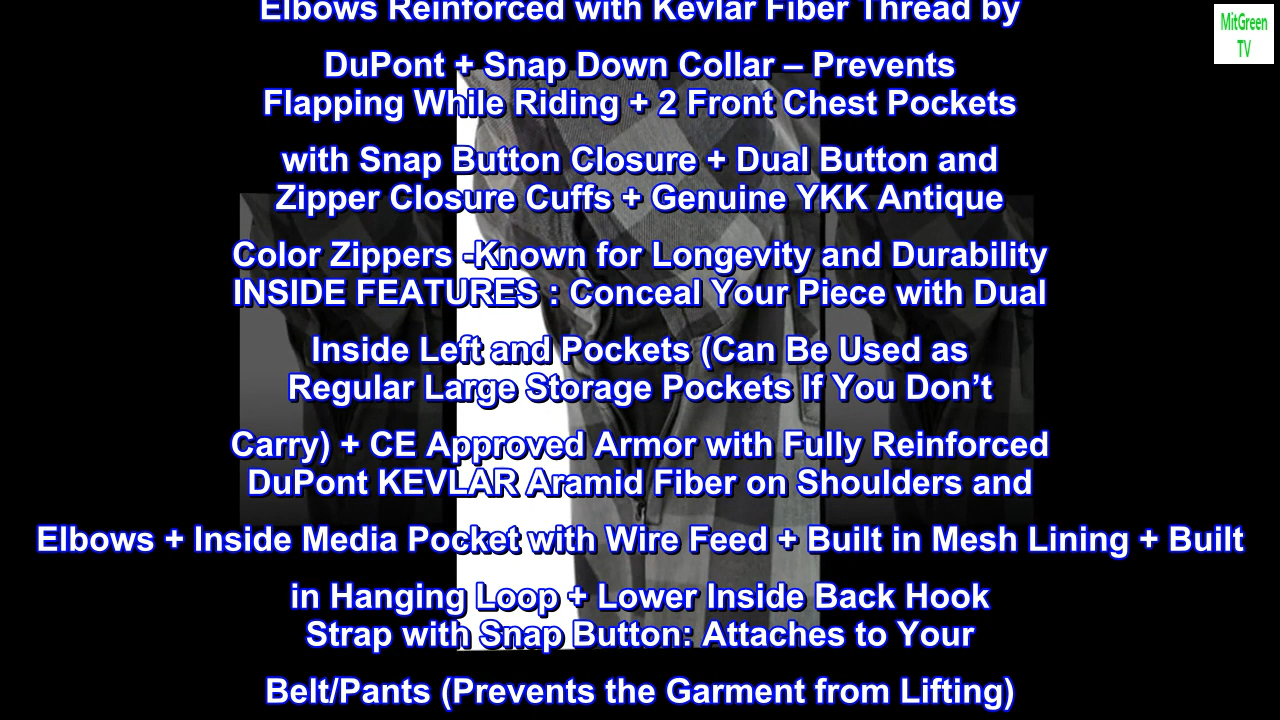 MitGreen
TV
Elbows Reinforced with Kevlar Fiber Thread by
DuPont + Snap Down Collar – Prevents
Flapping While Riding + 2 Front Chest Pockets
with Snap Button Closure + Dual Button and
Zipper Closure Cuffs + Genuine YKK Antique
Color Zippers -Known for Longevity and Durability
INSIDE FEATURES : Conceal Your Piece with Dual
Inside Left and Pockets (Can Be Used as
Regular Large Storage Pockets If You Don’t
Carry) + CE Approved Armor with Fully Reinforced
DuPont KEVLAR Aramid Fiber on Shoulders and
Elbows + Inside Media Pocket with Wire Feed + Built in Mesh Lining + Built
in Hanging Loop + Lower Inside Back Hook
Strap with Snap Button: Attaches to Your
Belt/Pants (Prevents the Garment from Lifting)